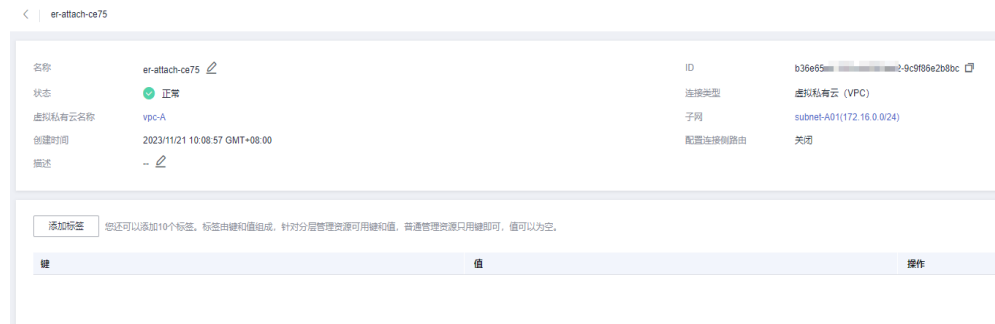 er-attach-ce75
名称 er-attach-ce75 ID b36e65 2-9c9f86e2b8bc
状态 正常 连接类型 虚拟私有云（VPC）
虚拟私有云名称 vpc-A 子网 subnet-A01(172.16.0.0/24)
创建时间 2023/11/21 10:08:57 GMT+08:00 配置连接侧路由 关闭
描述 --
添加标签 您还可以添加10个标签。标签由键和值组成，针对分层管理资源可用键和值，普通管理资源只用键即可，值可以为空。
键 值 操作